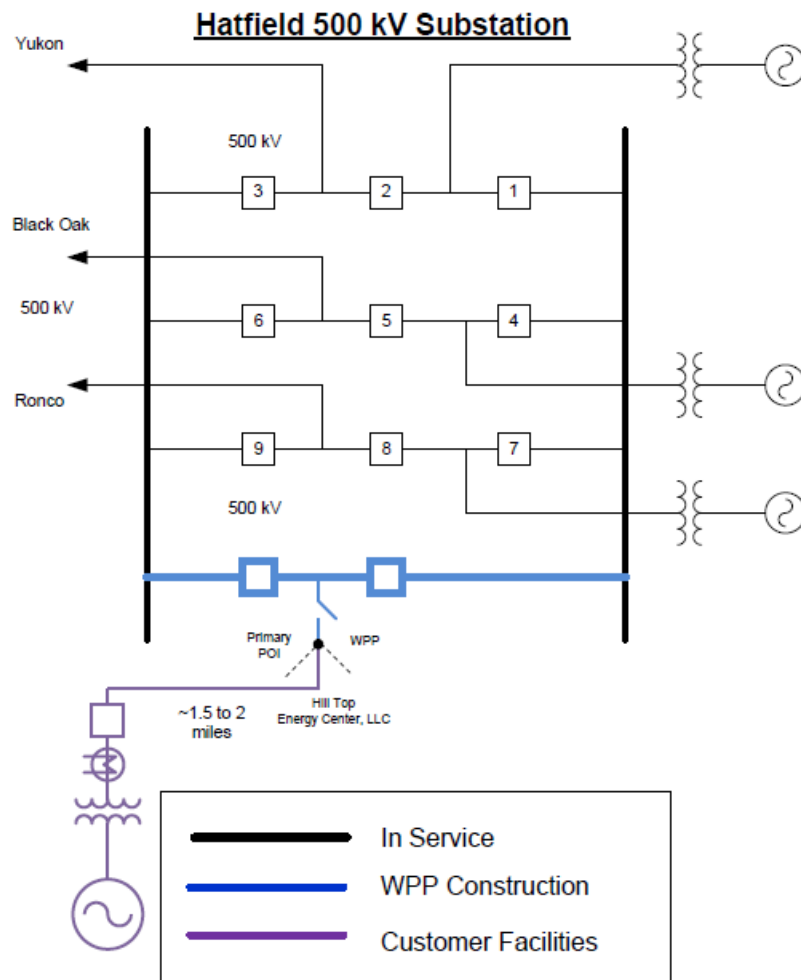 Hatfield 500 kV Substation
Yukon
500 kV
3
2
1
Black Oak
500 kV
6
5
4
Ronco
9
8
7
500 kV
Primary
POI
WPP
~1.5 to 2
miles
Hill Top
Energy Center, LLC
In Service
WPP Construction
Customer Facilities